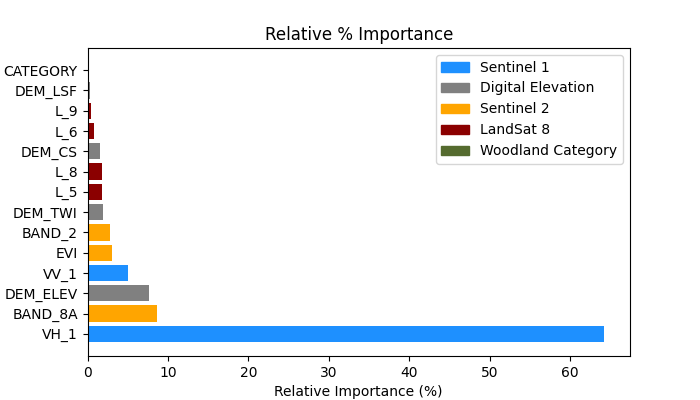 Relative % Importance
CATEGORY
DEM_LSF
L_9
L_6
DEM_CS
L_8
L_5
DEM_TWI
BAND_2
EVI
VV_1
DEM_ELEV
BAND_8A
VH_1
Sentinel 1
Digital Elevation
Sentinel 2
LandSat 8
Woodland Category
0 10 20 30 40 50 60
Relative Importance (%)